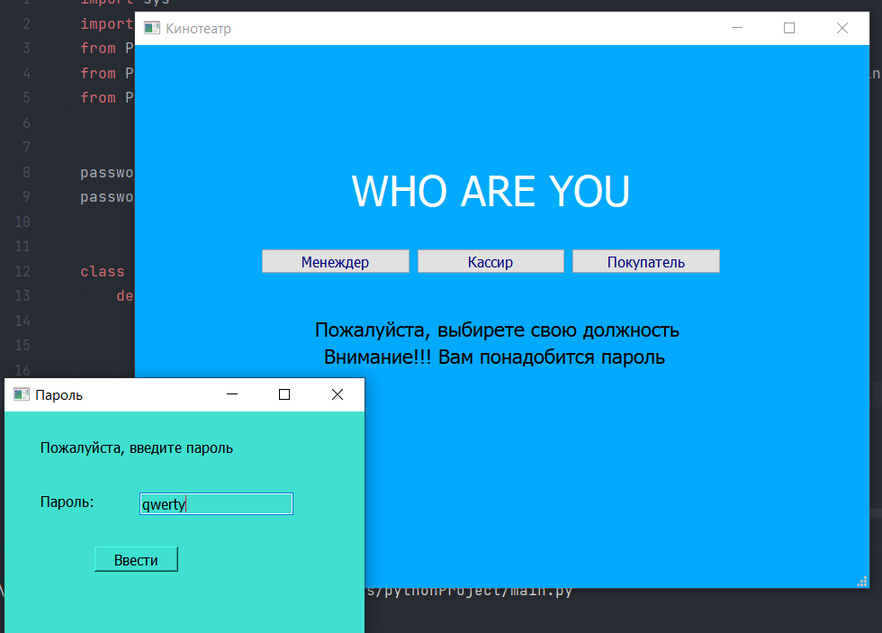 import sys
1
2 import
3 from P
4 from P
5 from P
6
7
8 passwo
9 passwo
10
11
12 class
13 de
14
15
16
Кинотеатр
WHO ARE YOU
Менеждер Кассир Покупатель
Пожалуйста, выбирете свою должность
Внимание!!! Вам понадобится пароль
Пароль
Пожалуйста, введите пароль
Пароль: qwerty
Ввести
s/pythonProject/main.py